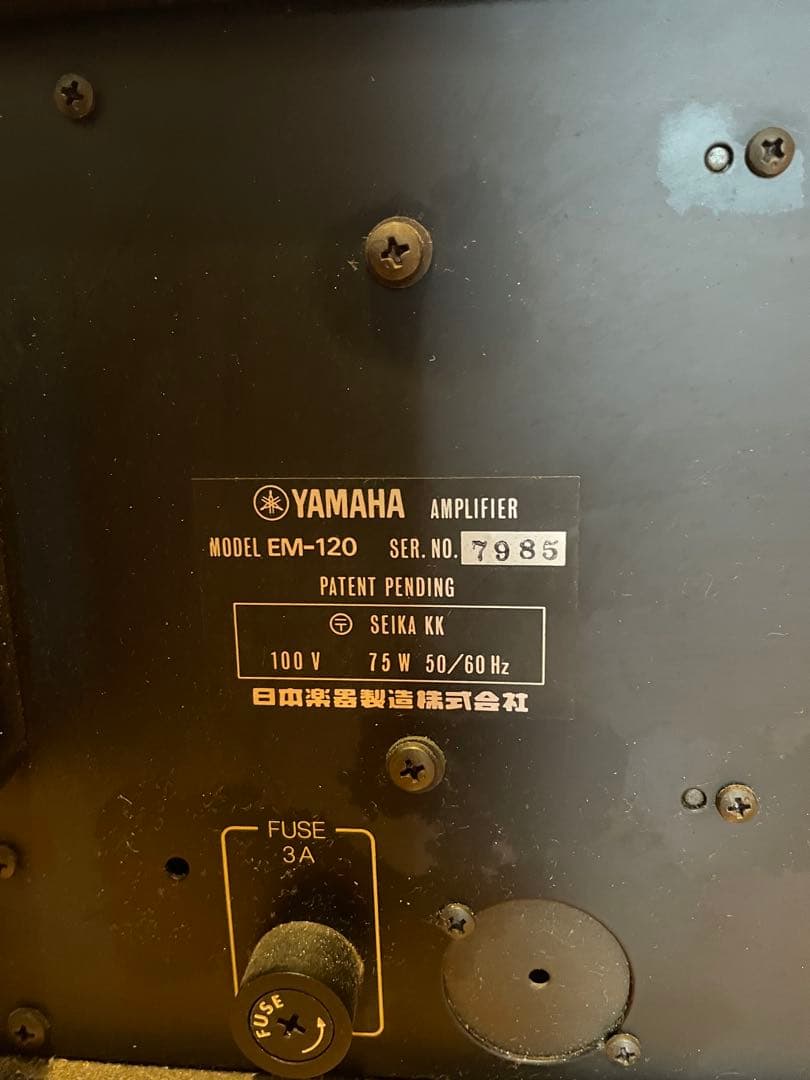 YAMAHA AMPLIFIER
MODEL EM-120 SER. NO. 7985
PATENT PENDING
〒 SEIKA KK
100 V 75 W 50/60 Hz
日本楽器製造株式会社
FUSE
3A
FUSE